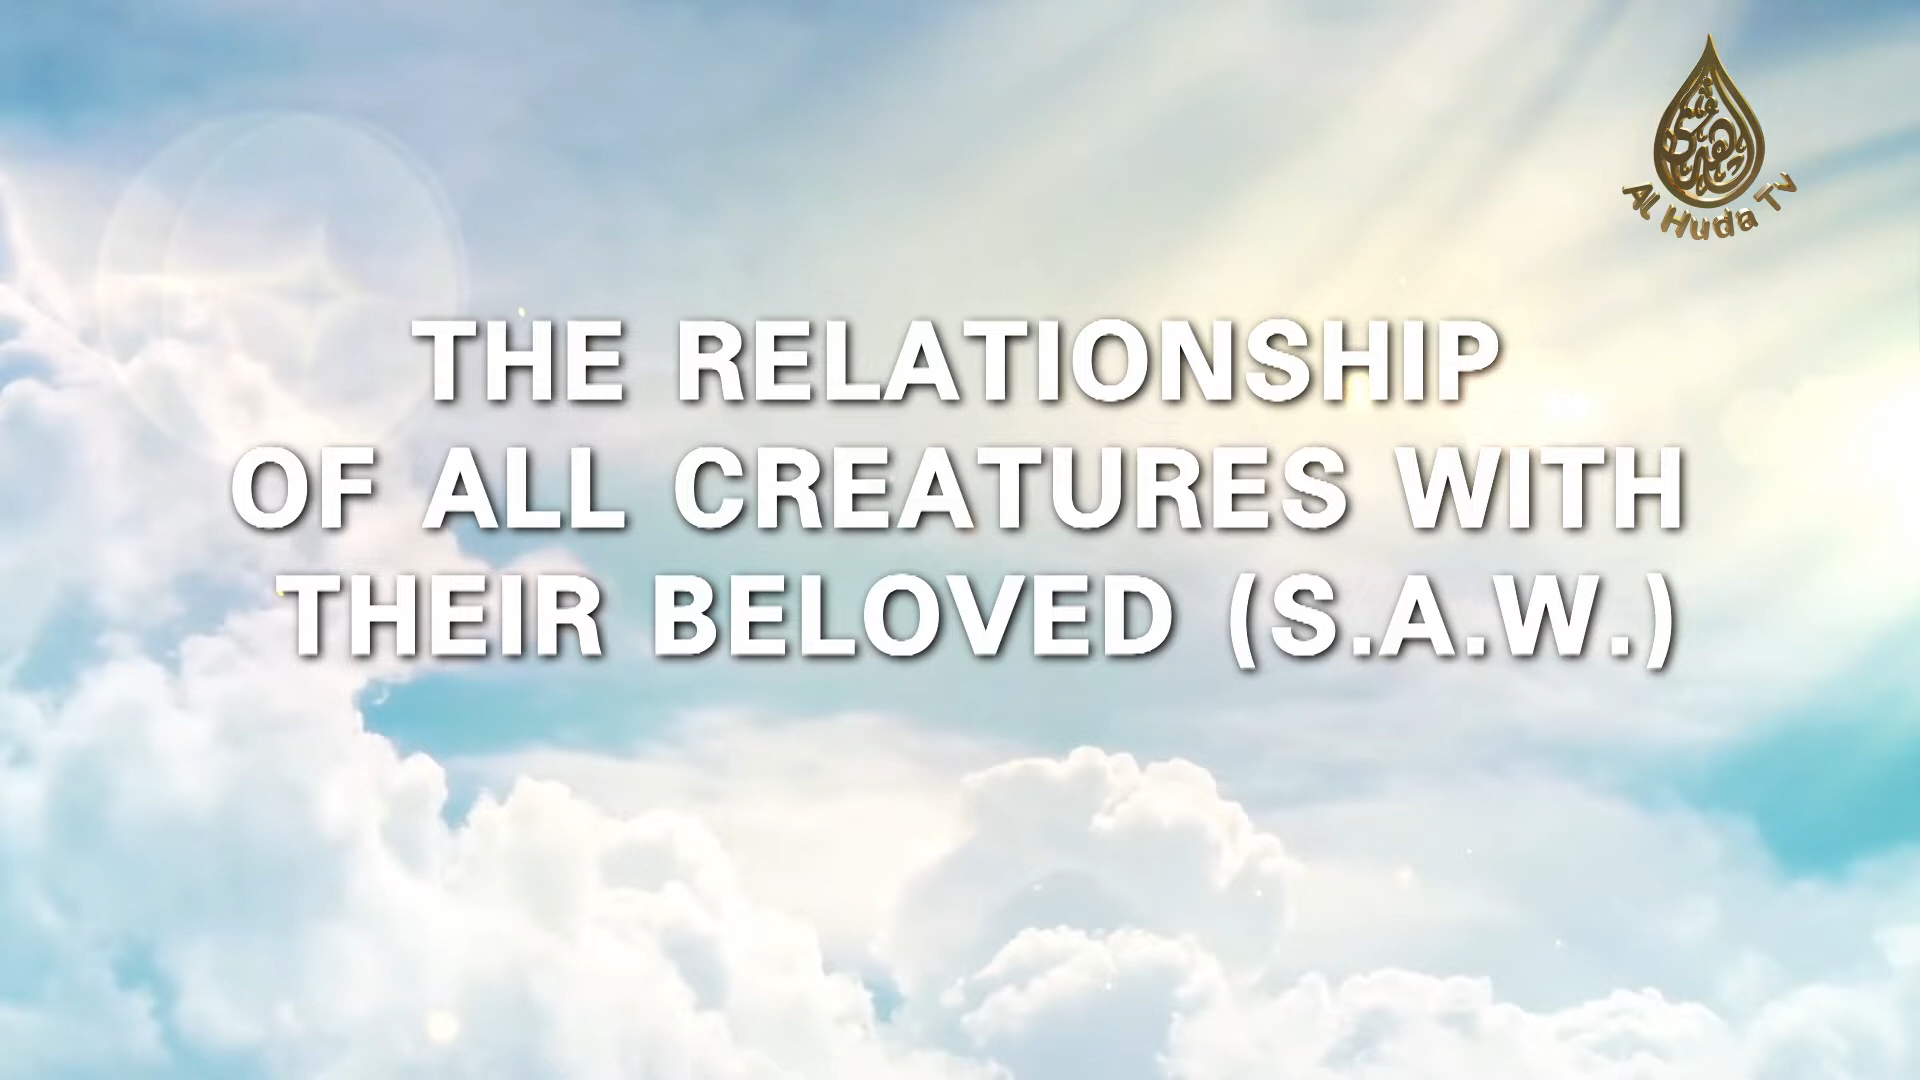 Al Huda Tv
THE RELATIONSHIP
OF ALL CREATURES WITH
THEIR BELOVED (S.A.W.)